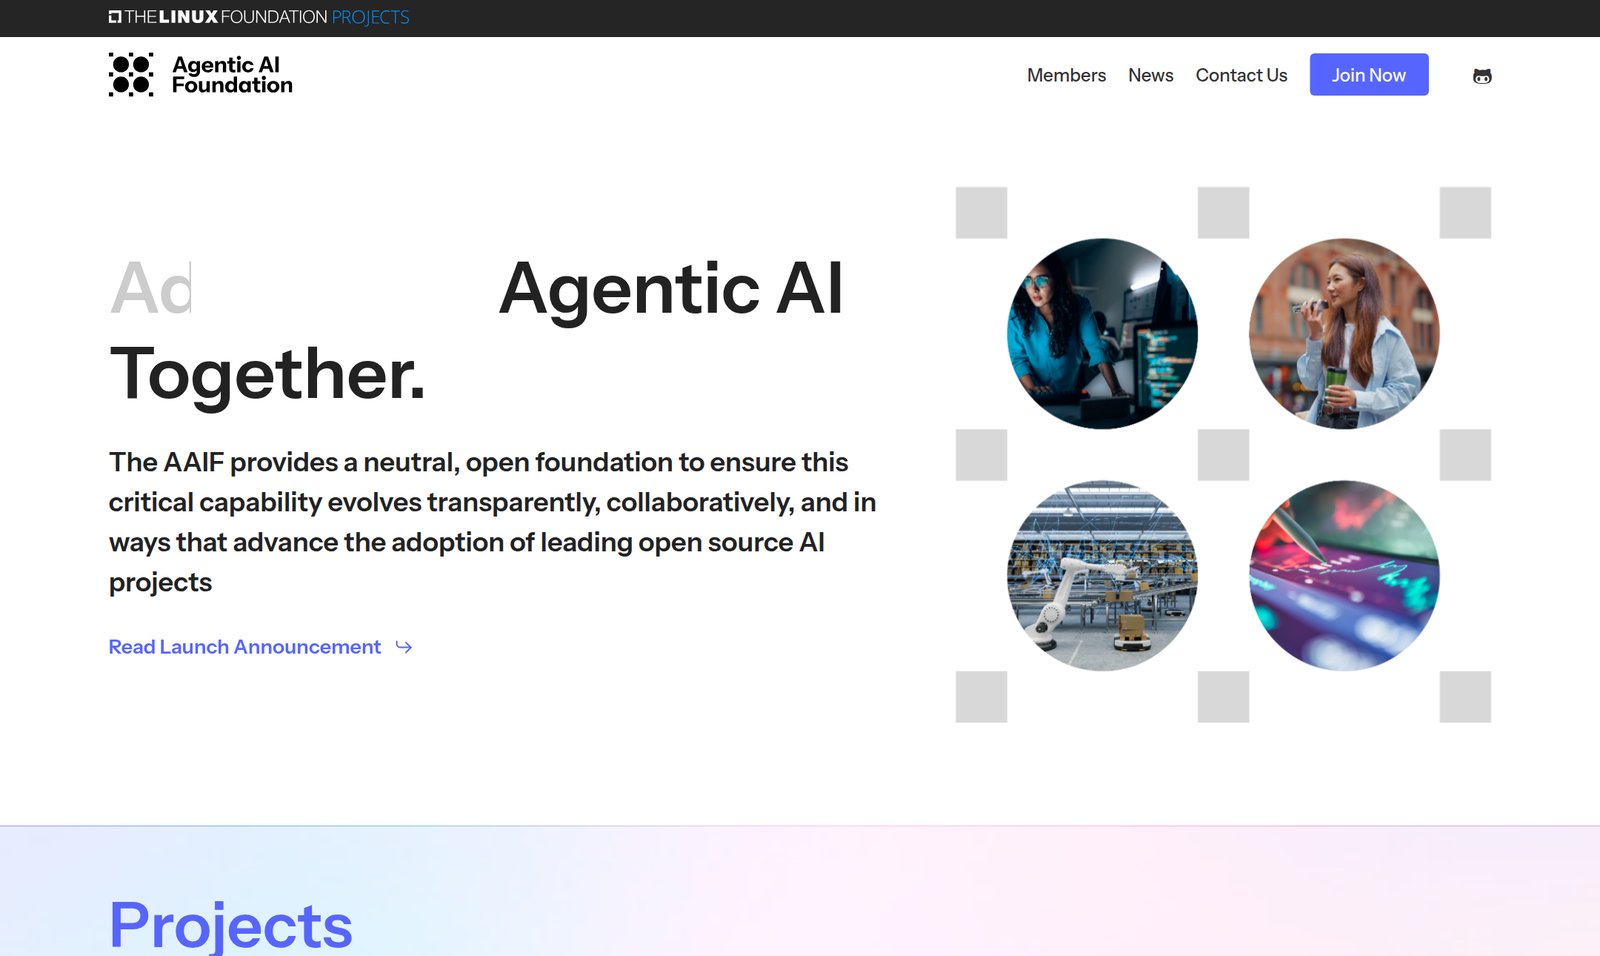 THE LINUX FOUNDATION PROJECTS
Agentic AI
Foundation
Members News Contact Us Join Now
Ad Agentic AI
Together.
The AAIF provides a neutral, open foundation to ensure this
critical capability evolves transparently, collaboratively, and in
ways that advance the adoption of leading open source AI
projects
Read Launch Announcement
Projects